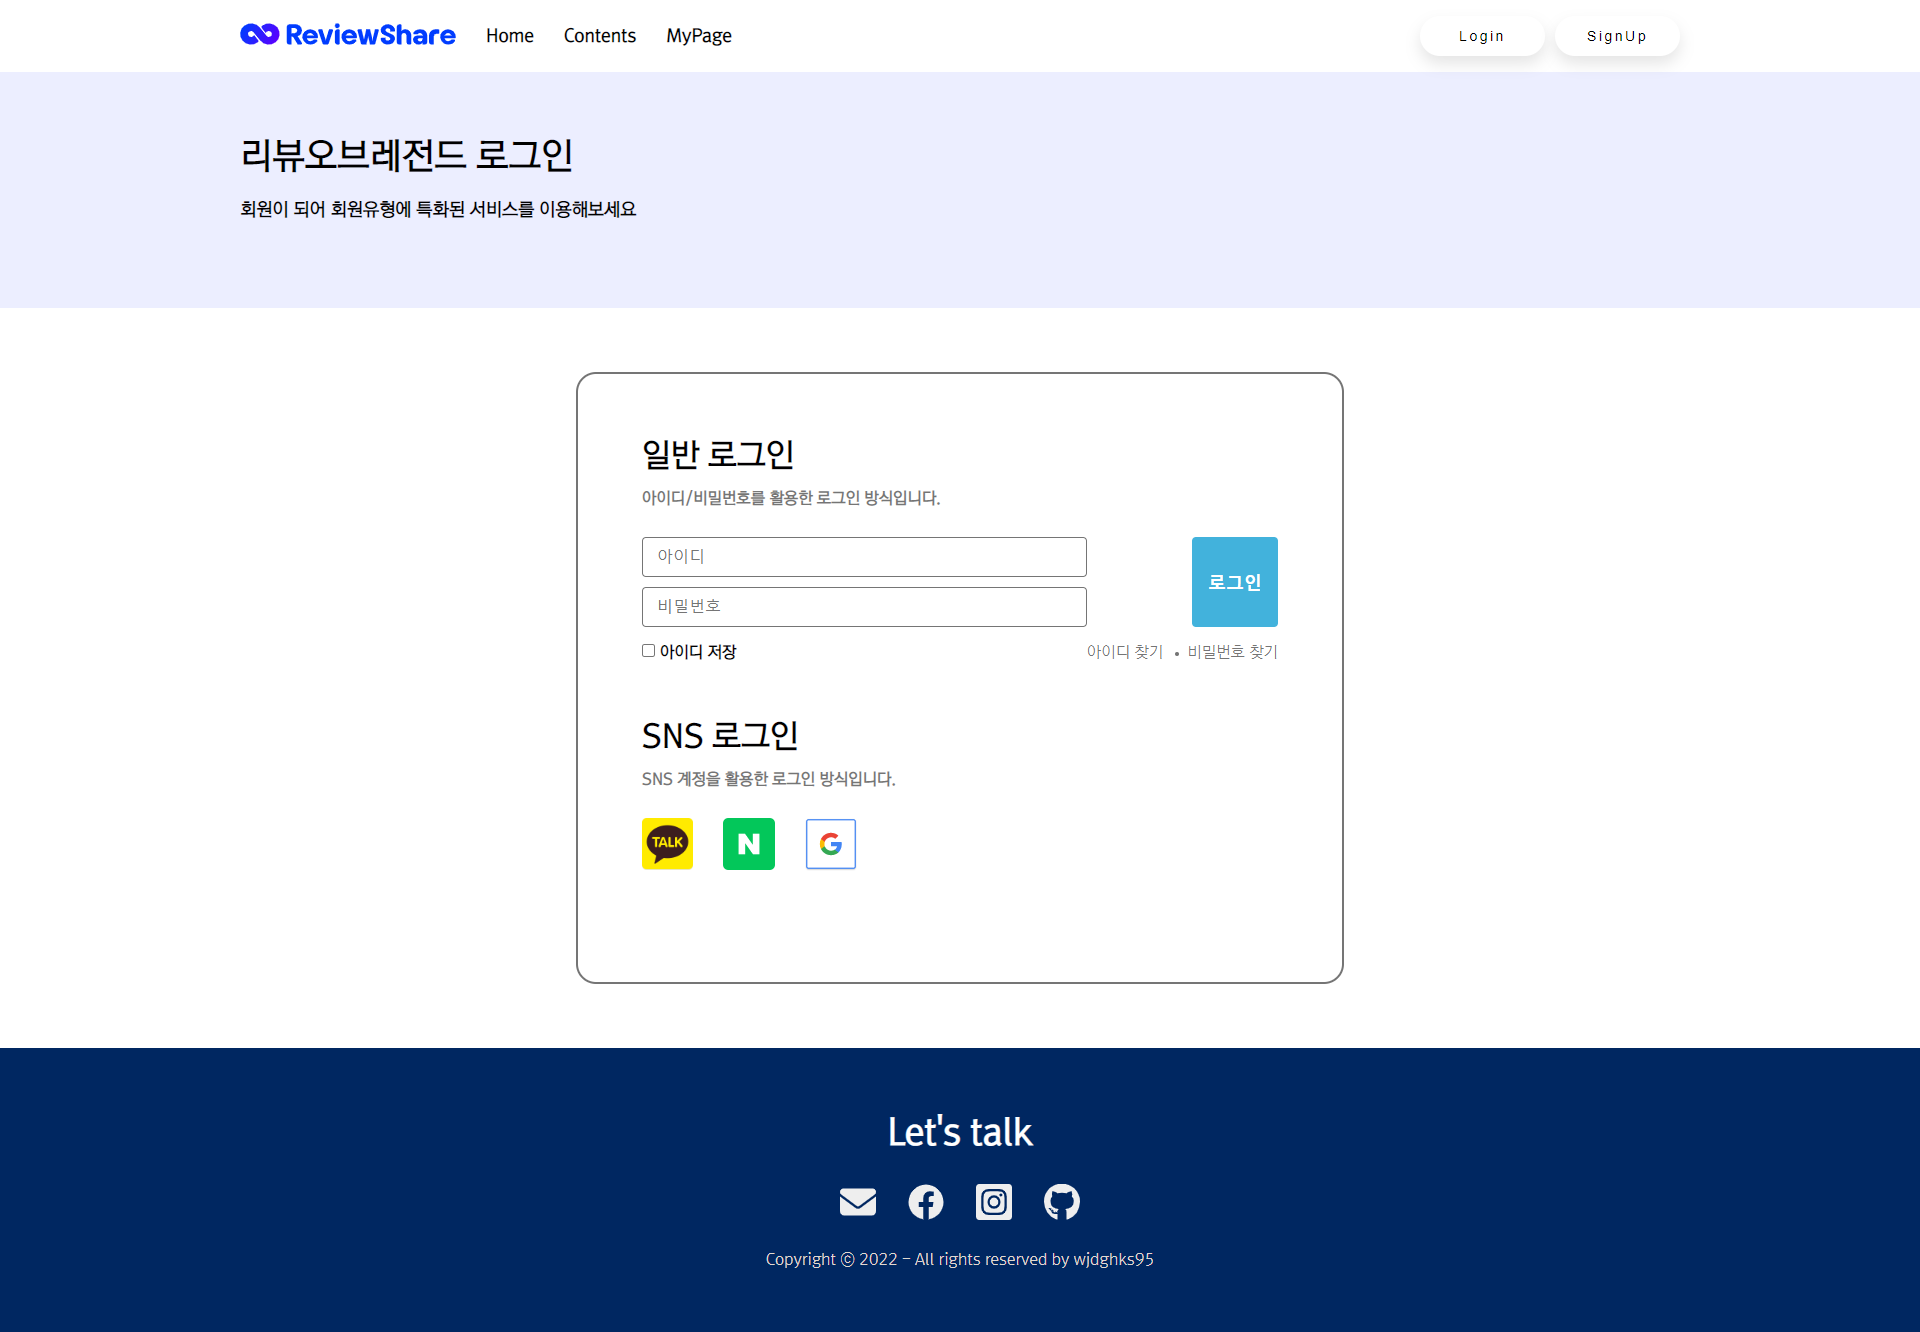 ReviewShare Home Contents MyPage Login SignUp
리뷰오브레전드 로그인
회원이 되어 회원유형에 특화된 서비스를 이용해보세요
일반 로그인
아이디/비밀번호를 활용한 로그인 방식입니다.
아이디
비밀번호
로그인
아이디 저장 아이디 찾기 • 비밀번호 찾기
SNS 로그인
SNS 계정을 활용한 로그인 방식입니다.
TALK N G
Let's talk
Copyright © 2022 – All rights reserved by wjdghks95